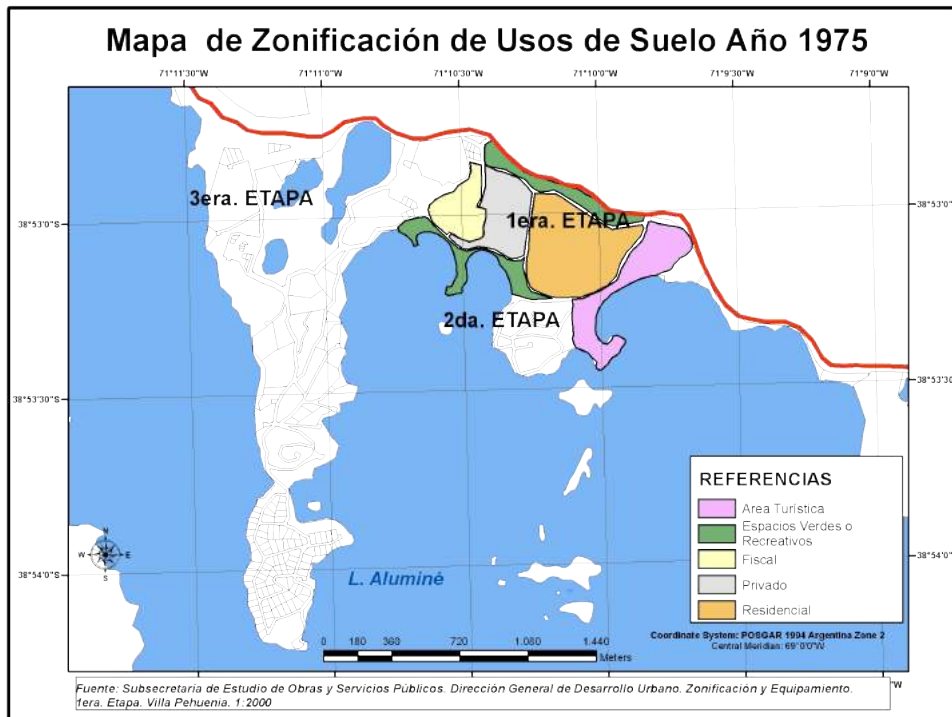 Mapa de Zonificación de Usos de Suelo Año 1975
71°11'30"W 71°11'0"W 71°10'30"W 71°10'0"W 71°9'30"W 71°9'0"W
3era. ETAPA
1era. ETAPA
2da. ETAPA
38°53'0"S 38°53'0"S
38°53'30"S 38°53'30"S
38°54'0"S 38°54'0"S
REFERENCIAS
Area Turística
Espacios Verdes o
Recreativos
Fiscal
Privado
Residencial
N
W E
S
L. Aluminé
0 180 360 720 1.080 1.440
Meters
Coordinate System: POSGAR 1994 Argentina Zone 2
Central Meridian: 69°0'0"W
"W
Fuente: Subsecretaria de Estudio de Obras y Servicios Públicos. Dirección General de Desarrollo Urbano. Zonificación y Equipamiento.
1era. Etapa. Villa Pehuenia. 1:2000